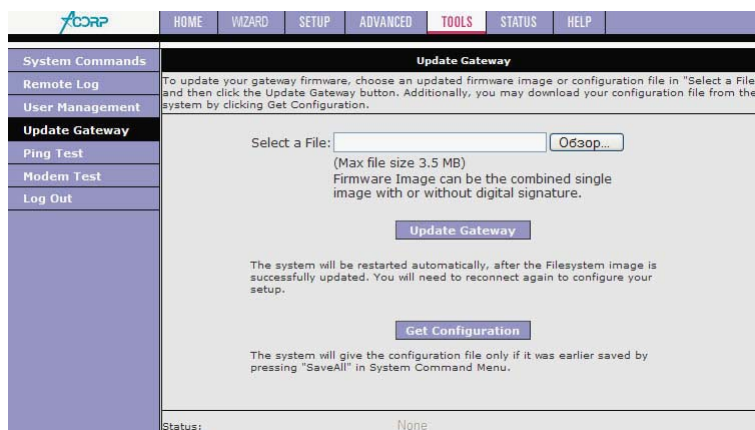 ACORP
HOME WIZARD SETUP ADVANCED TOOLS STATUS HELP
System Commands
Remote Log
User Management
Update Gateway
Ping Test
Modem Test
Log Out
Update Gateway
To update your gateway firmware, choose an updated firmware image or configuration file in "Select a File
and then click the Update Gateway button. Additionally, you may download your configuration file from the
system by clicking Get Configuration.
Select a File: Обзор...
(Max file size 3.5 MB)
Firmware Image can be the combined single
image with or without digital signature.
Update Gateway
The system will be restarted automatically, after the Filesystem image is
successfully updated. You will need to reconnect again to configure your
setup.
Get Configuration
The system will give the configuration file only if it was earlier saved by
pressing "SaveAll" in System Command Menu.
Status: None